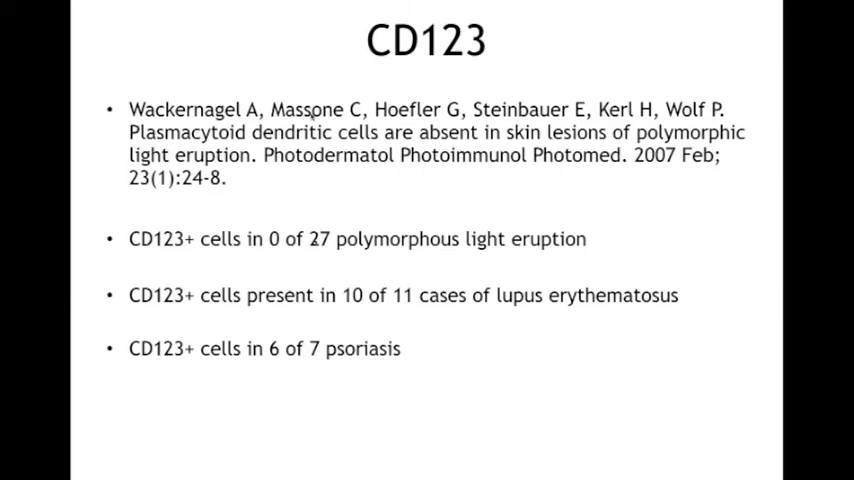 CD123
• Wackernagel A, Massone C, Hoefler G, Steinbauer E, Kerl H, Wolf P.
Plasmacytoid dendritic cells are absent in skin lesions of polymorphic
light eruption. Photodermatol Photoimmunol Photomed. 2007 Feb;
23(1):24-8.
• CD123+ cells in 0 of 27 polymorphous light eruption
• CD123+ cells present in 10 of 11 cases of lupus erythematosus
• CD123+ cells in 6 of 7 psoriasis